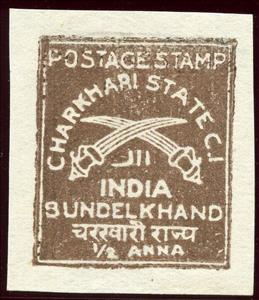 POSTAGE STAMP
CHARKHARI STATE C.I
INDIA
BUNDELKHAND
चरखारी राज्य
½ ANNA